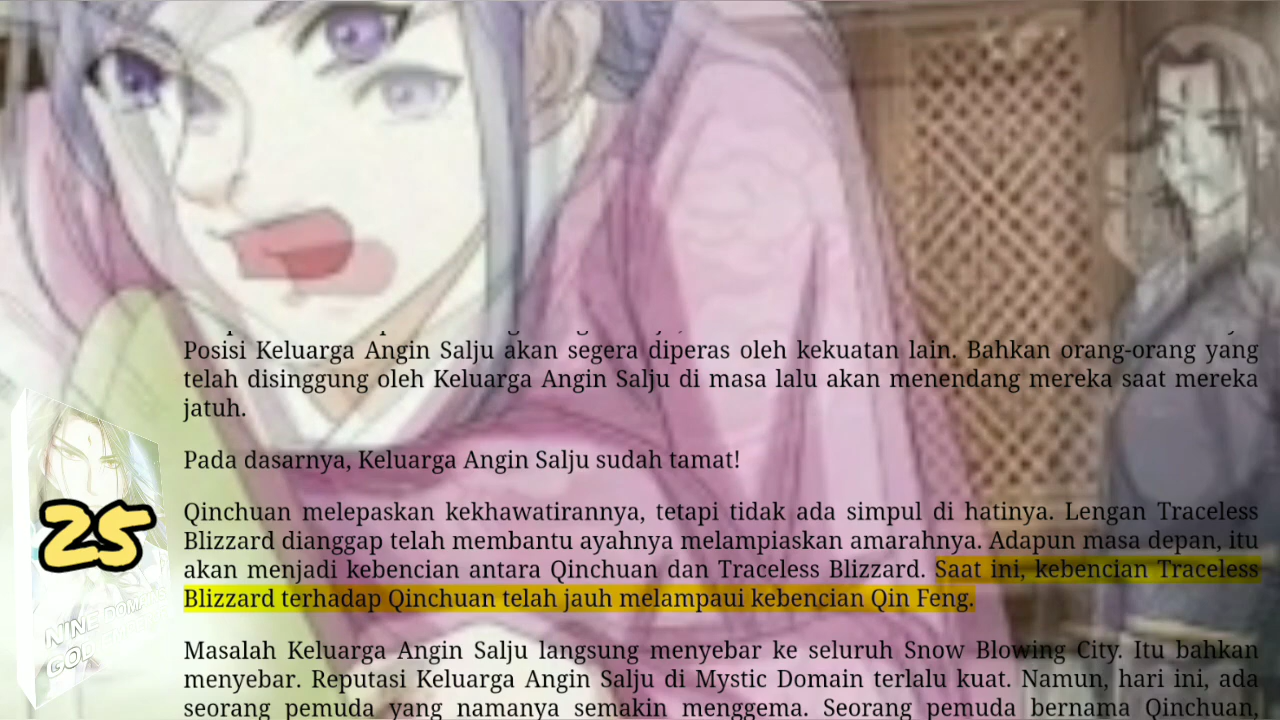 Posisi Keluarga Angin Salju akan segera diperas oleh kekuatan lain. Bahkan orang-orang yang
telah disinggung oleh Keluarga Angin Salju di masa lalu akan menendang mereka saat mereka
jatuh.
Pada dasarnya, Keluarga Angin Salju sudah tamat!
Qinchuan melepaskan kekhawatirannya, tetapi tidak ada simpul di hatinya. Lengan Traceless
Blizzard dianggap telah membantu ayahnya melampiaskan amarahnya. Adapun masa depan, itu
akan menjadi kebencian antara Qinchuan dan Traceless Blizzard. Saat ini, kebencian Traceless
Blizzard terhadap Qinchuan telah jauh melampaui kebencian Qin Feng.
Masalah Keluarga Angin Salju langsung menyebar ke seluruh Snow Blowing City. Itu bahkan
menyebar. Reputasi Keluarga Angin Salju di Mystic Domain terlalu kuat. Namun, hari ini, ada
seorang pemuda yang namanya semakin menggema. Seorang pemuda bernama Qinchuan,
25
NINE